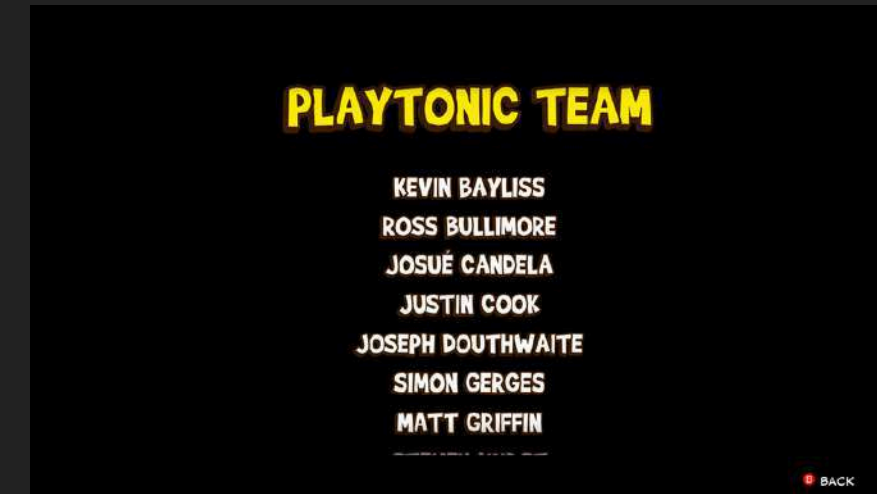 PLAYTONIC TEAM
KEVIN BAYLISS
ROSS BULLIMORE
JOSUÉ CANDELA
JUSTIN COOK
JOSEPH DOUTHWAITE
SIMON GERGES
MATT GRIFFIN
B BACK